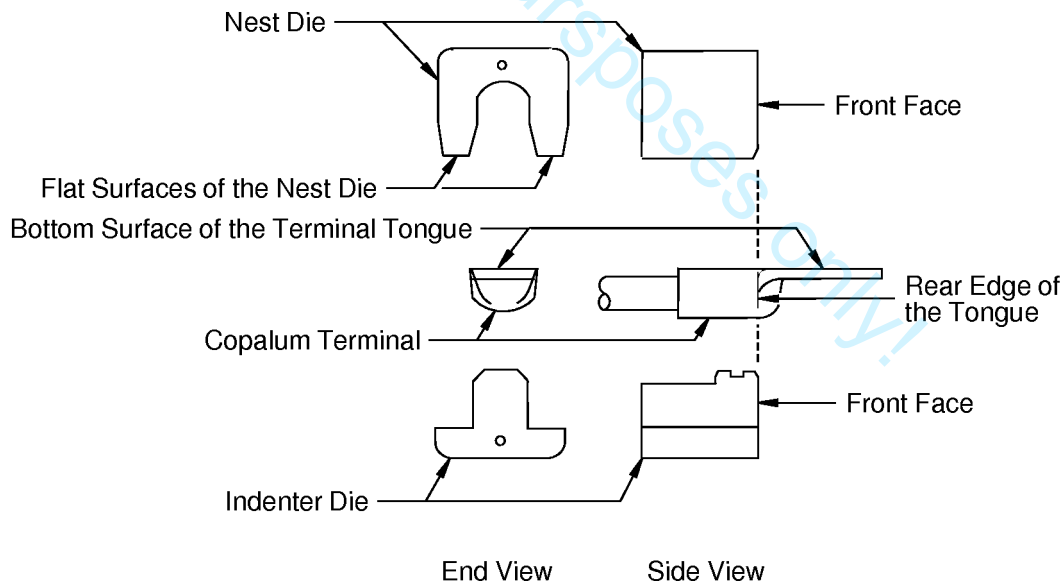 Nest Die
Front Face
Flat Surfaces of the Nest Die
Bottom Surface of the Terminal Tongue
Rear Edge of
the Tongue
Copalum Terminal
Front Face
Indenter Die
End View
Side View
only!